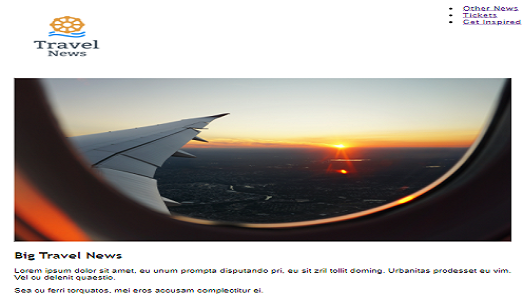 Travel
News
Other News
Tickets
Get Inspired
Big Travel News
Lorem ipsum dolor sit amet, eu unum prompta disputando pri, eu sit zril tollit doming. Urbanitas prodesset eu vim.
Vel cu delenit quaestio.
Sea cu ferri torquatos, mei eros accusam complectitur ei.